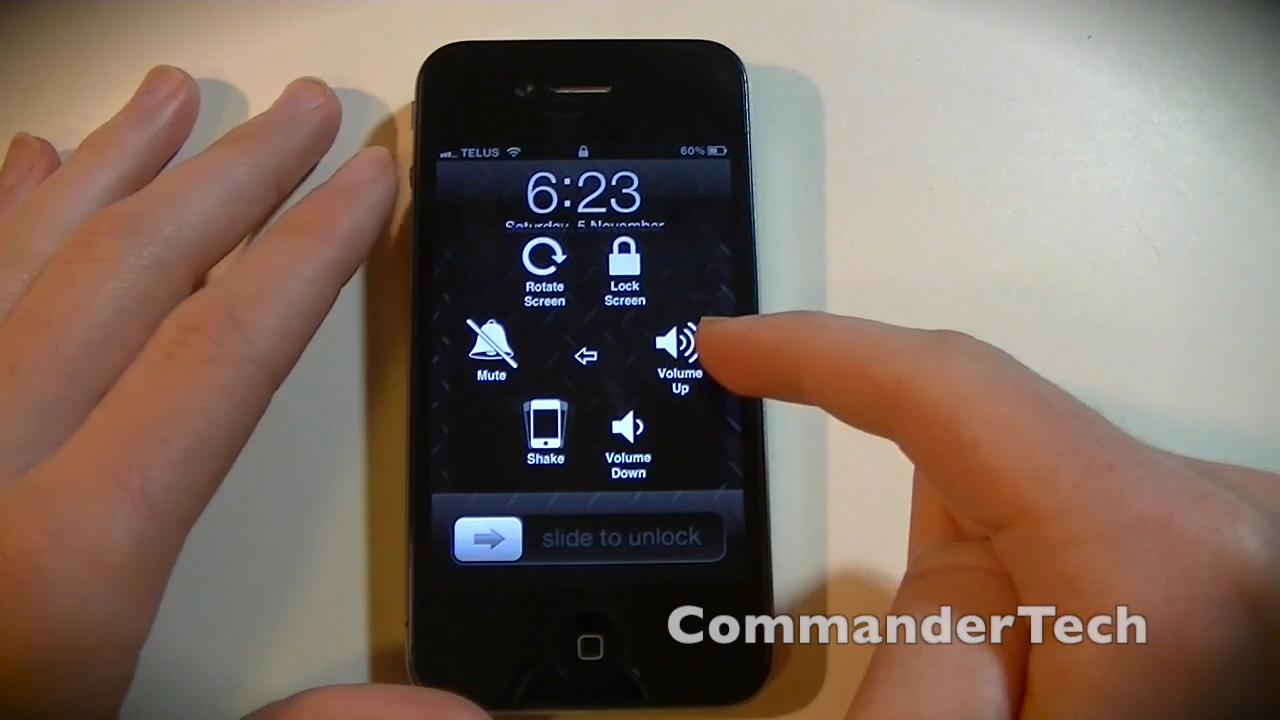 TELUS 60%
6:23
Saturday, 5 November
Rotate
Screen
Lock
Screen
Mute
Volume
Up
Shake
Volume
Down
slide to unlock
CommanderTech